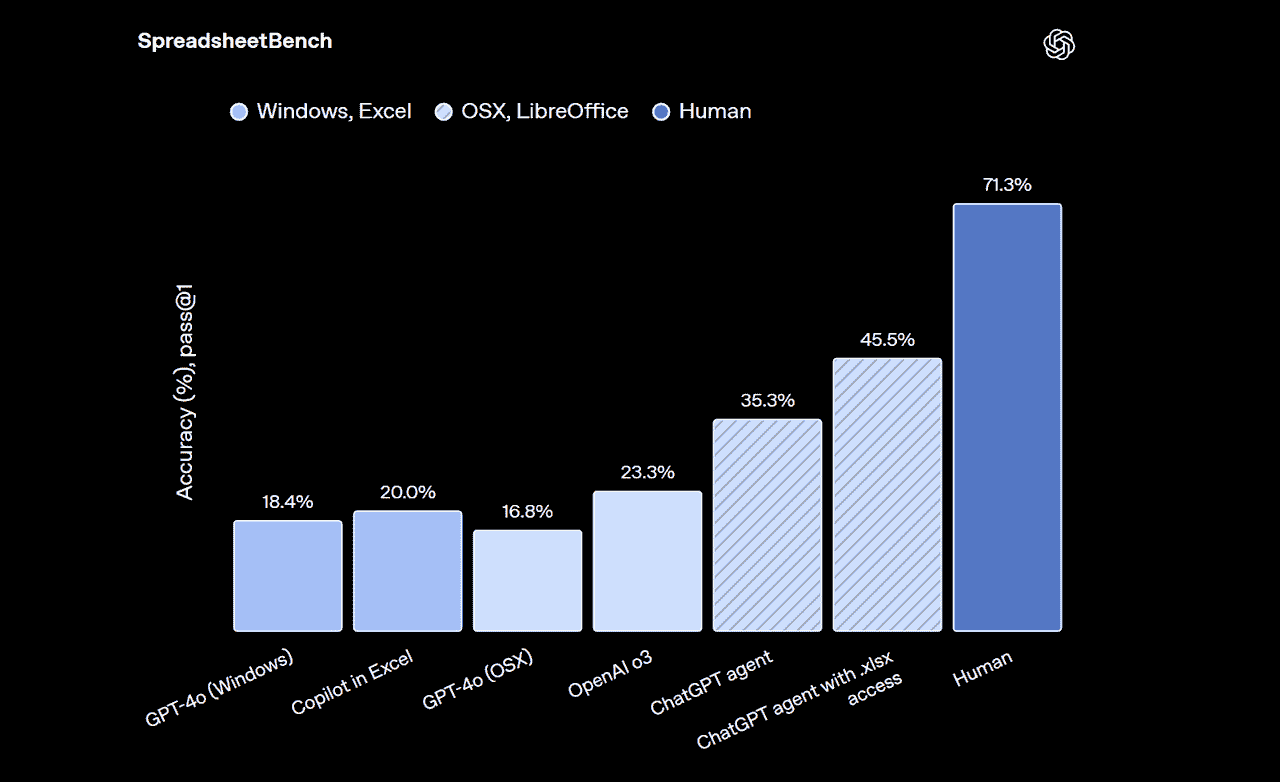 SpreadsheetBench
Windows, Excel
OSX, LibreOffice
Human
Accuracy (%), pass@1
18.4%
20.0%
16.8%
23.3%
35.3%
45.5%
71.3%
GPT-4o (Windows)
Copilot in Excel
GPT-4o (OSX)
OpenAI o3
ChatGPT agent
ChatGPT agent with .xlsx
access
Human